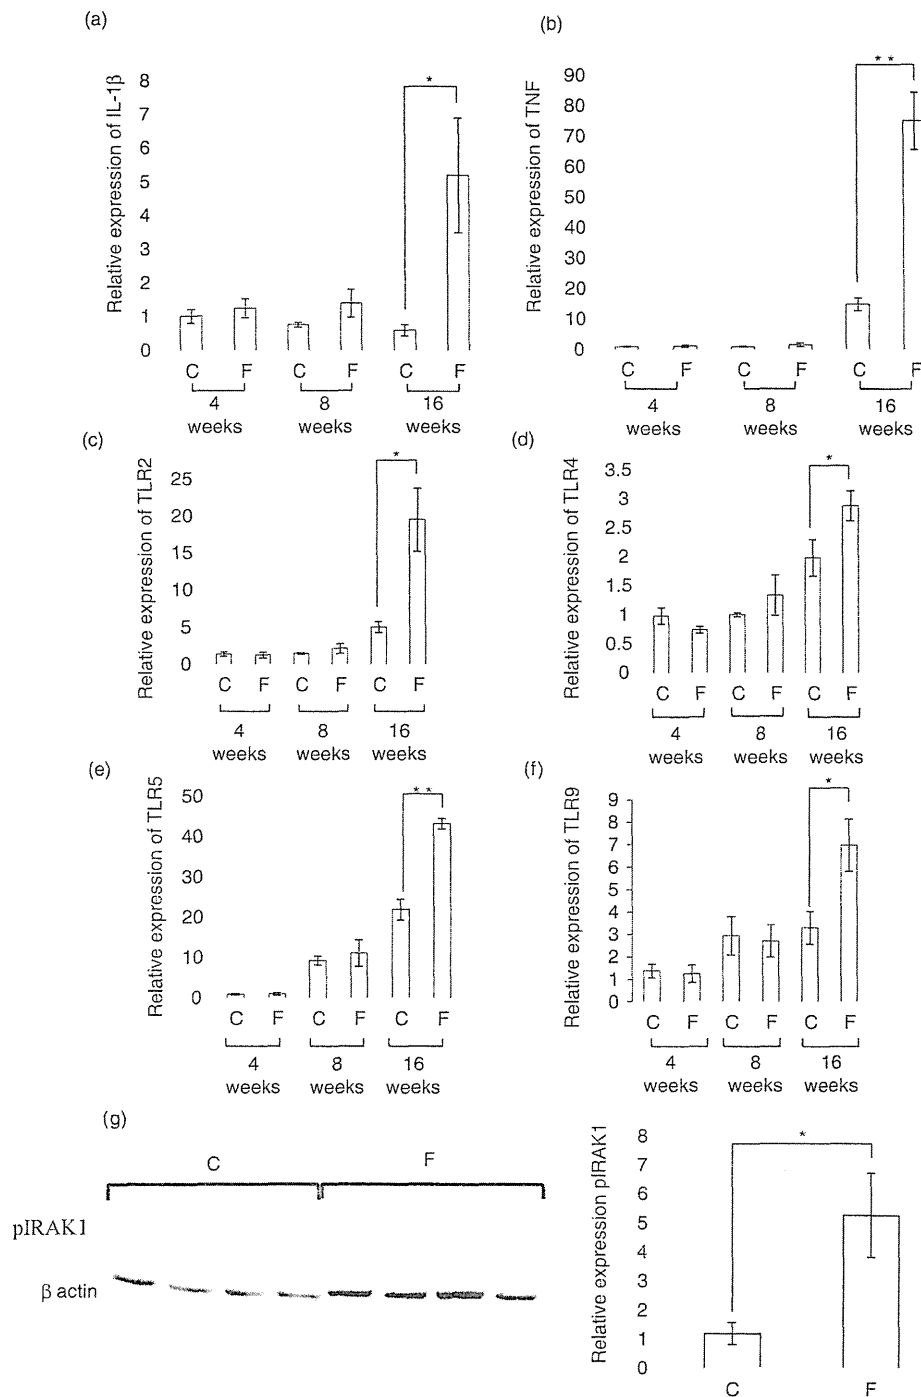 (a)
Relative expression of IL-1β
8
7
6
5
4
3
2
1
0
*
C F C F C F
4 8 16
weeks weeks weeks
(b)
Relative expression of TNF
90
80
70
60
50
40
30
20
10
0
* *
C F C F C F
4 8 16
weeks weeks weeks
(c)
Relative expression of TLR2
25
20
15
10
5
0
*
C F C F C F
4 8 16
weeks weeks weeks
(d)
Relative expression of TLR4
3.5
3
2.5
2
1.5
1
0.5
0
*
C F C F C F
4 8 16
weeks weeks weeks
(e)
Relative expression of TLR5
50
40
30
20
10
0
* *
C F C F C F
4 8 16
weeks weeks weeks
(f)
Relative expression of TLR9
9
8
7
6
5
4
3
2
1
0
*
C F C F C F
4 8 16
weeks weeks weeks
(g)
C F
pIRAK1
β actin
Relative expression pIRAK1
8
7
6
5
4
3
2
1
0
*
C F